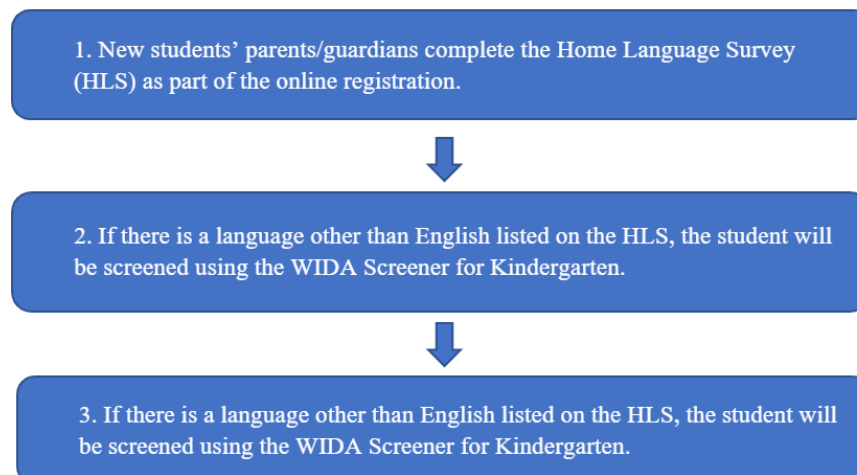 1. New students’ parents/guardians complete the Home Language Survey
(HLS) as part of the online registration.
2. If there is a language other than English listed on the HLS, the student will
be screened using the WIDA Screener for Kindergarten.
3. If there is a language other than English listed on the HLS, the student will
be screened using the WIDA Screener for Kindergarten.